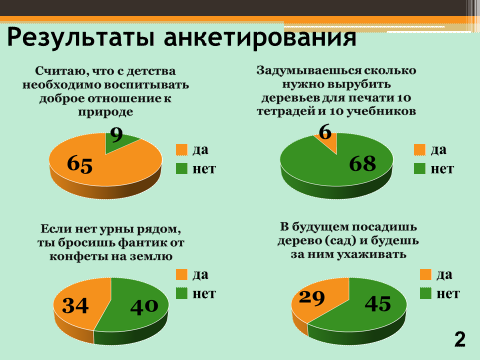 Результаты анкетирования
Считаю, что с детства
необходимо воспитывать
доброе отношение к
природе
9
65
да
нет
Задумываешься сколько
нужно вырубить
деревьев для печати 10
тетрадей и 10 учебников
6
68
да
нет
Если нет урны рядом,
ты бросишь фантик от
конфеты на землю
34
40
да
нет
В будущем посадишь
дерево (сад) и будешь
за ним ухаживать
29
45
да
нет
2